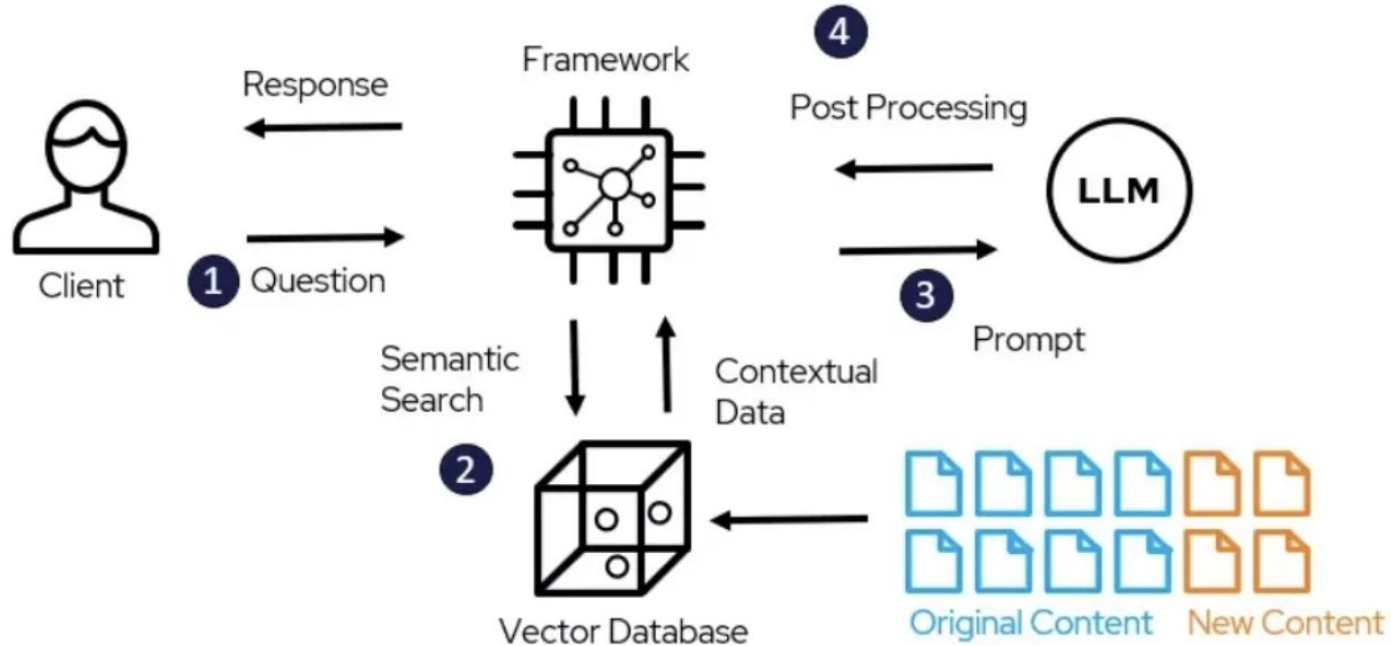 4
Framework
Response
Post Processing
LLM
Client
1 Question
3
Prompt
Semantic
Search
Contextual
Data
2
Vector Database
Original Content
New Content